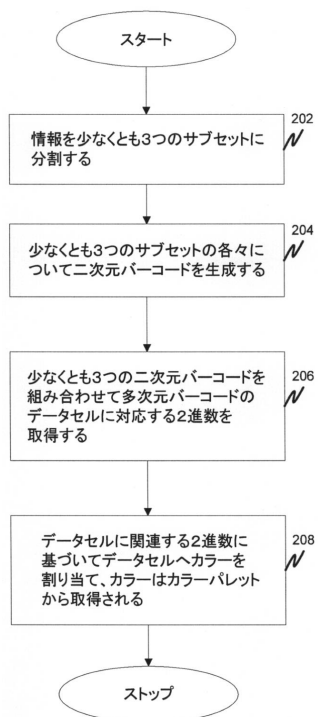 スタート
202
情報を少なくとも3つのサブセットに
分割する
204
少なくとも3つのサブセットの各々に
ついて二次元バーコードを生成する
206
少なくとも3つの二次元バーコードを
組み合わせて多次元バーコードの
データセルに対応する2進数を
取得する
208
データセルに関連する2進数に
基づいてデータセルへカラーを
割り当て、カラーはカラーパレット
から取得される
ストップ